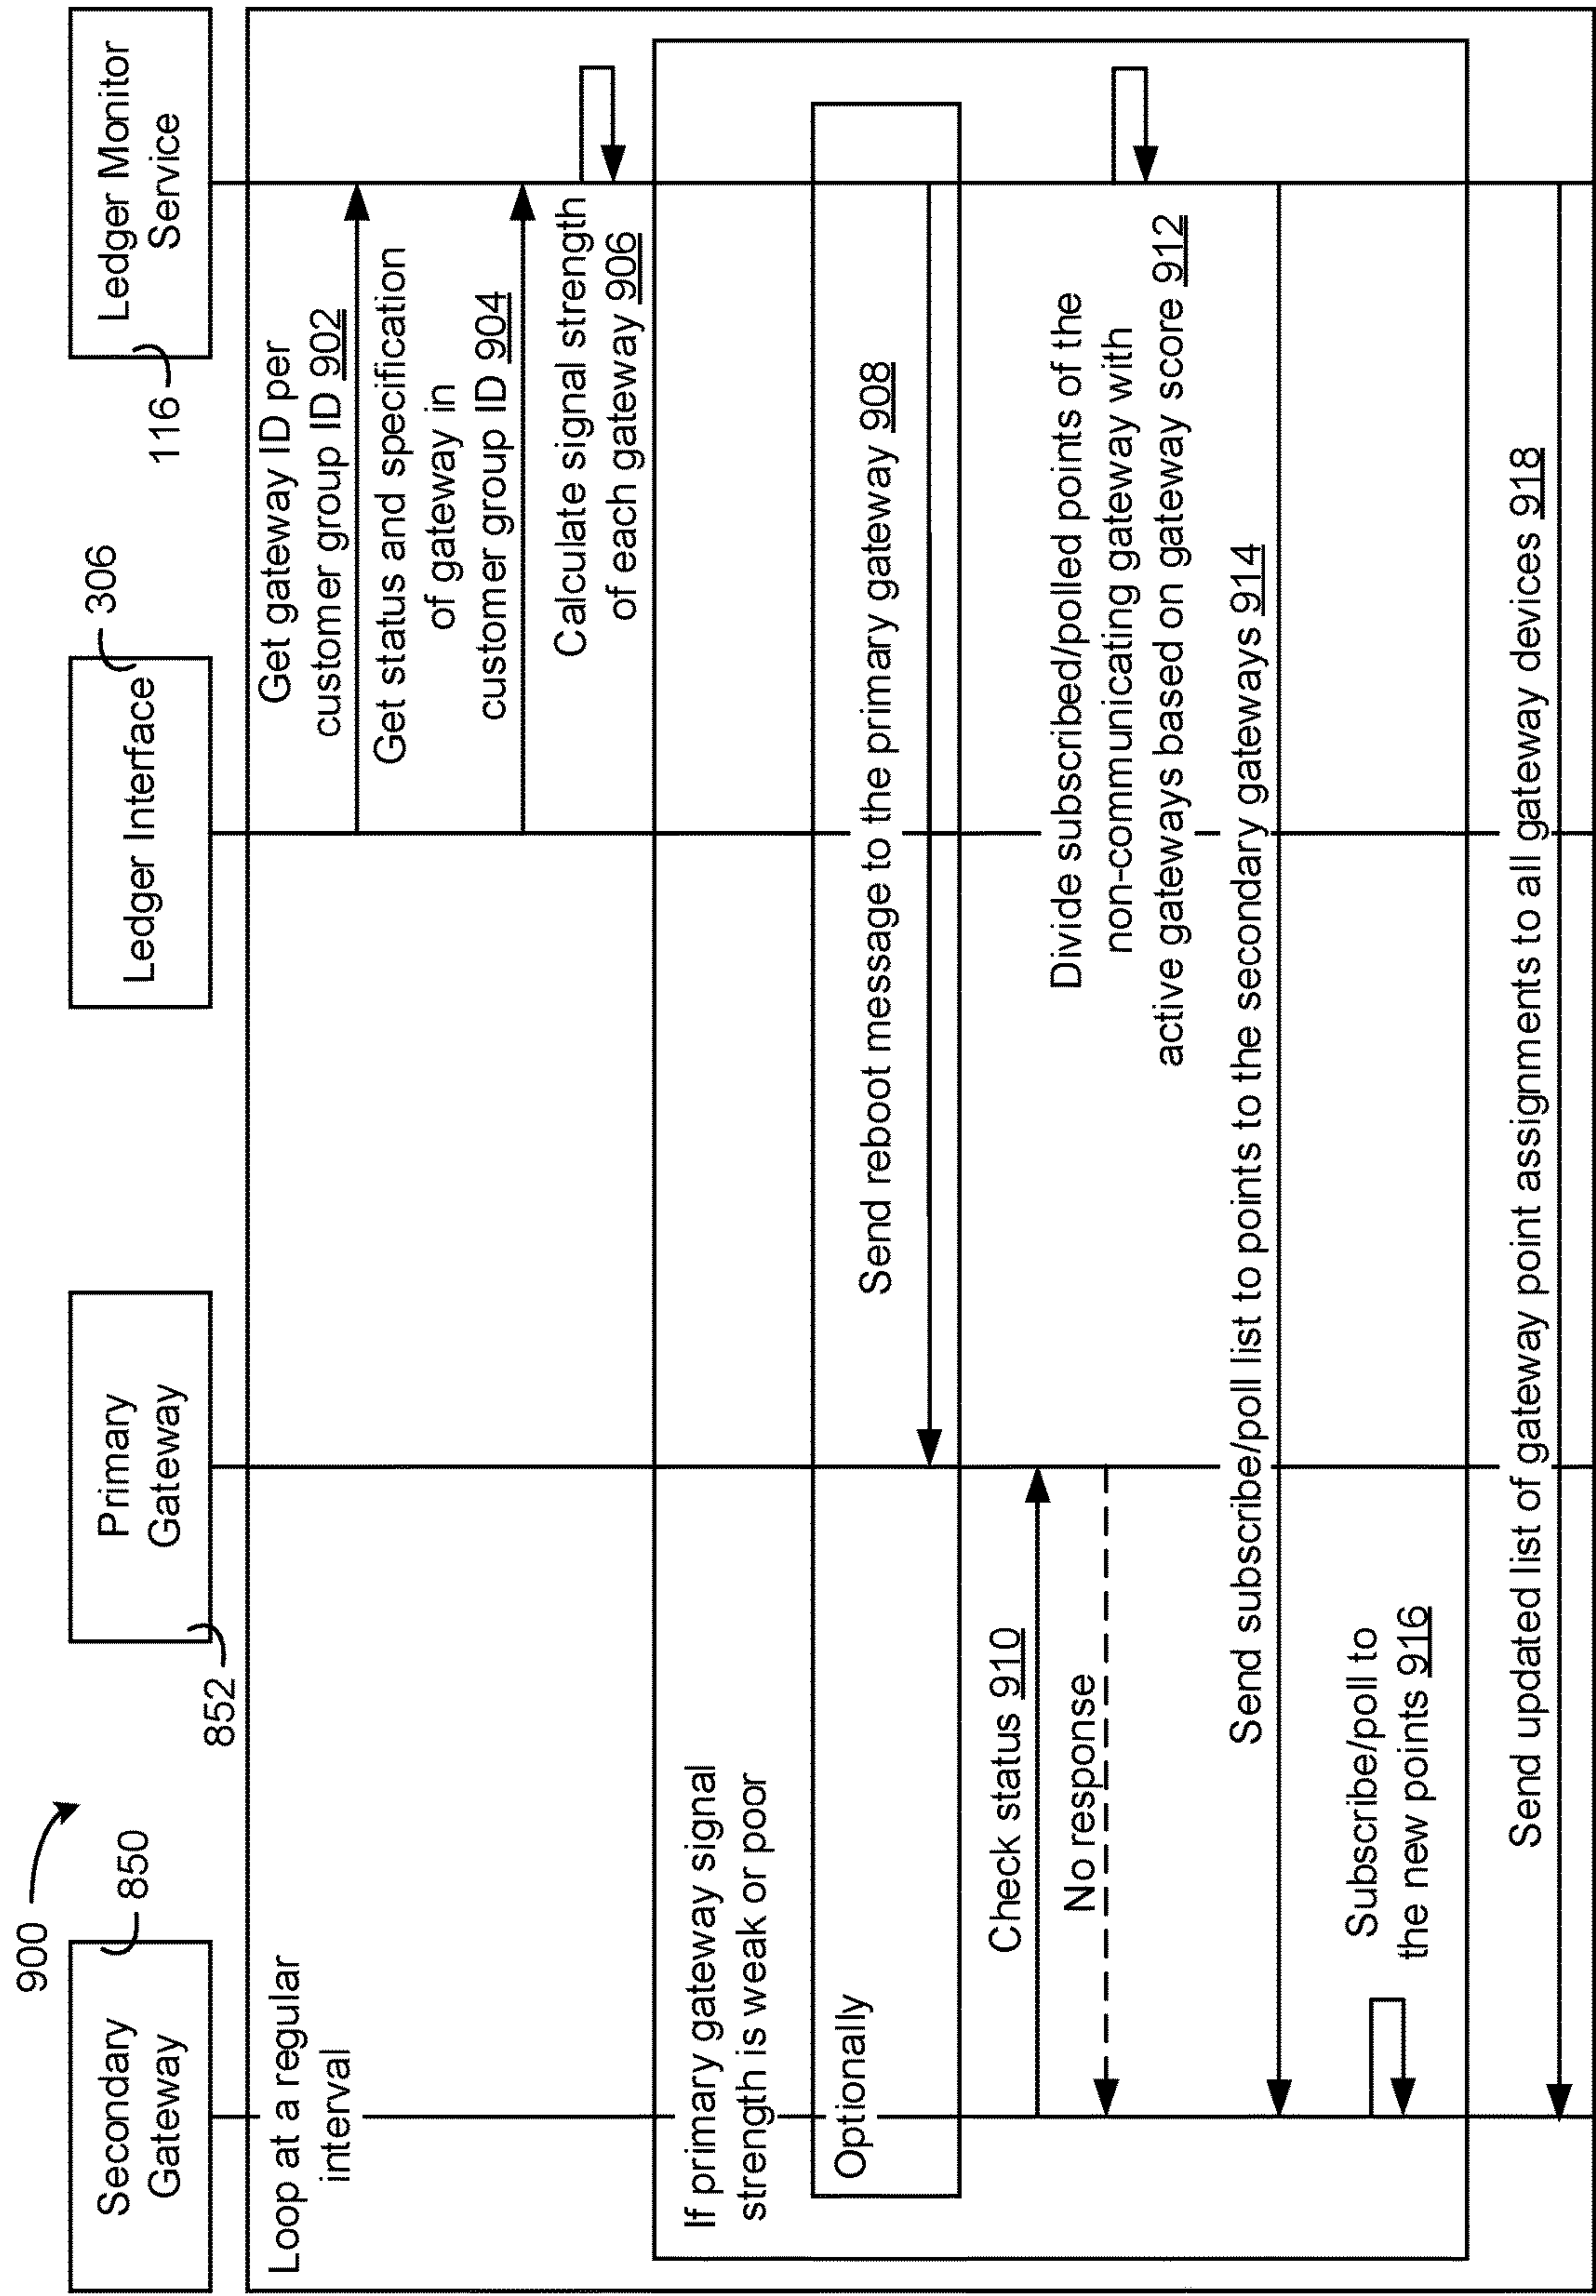 900
Secondary
Gateway
850
Primary
Gateway
852
Ledger Interface
306
Ledger Monitor
Service
116
Loop at a regular
interval
Get gateway ID per
customer group ID 902
Get status and specification
of gateway in
customer group ID 904
Calculate signal strength
of each gateway 906
If primary gateway signal
strength is weak or poor
Optionally
Send reboot message to the primary gateway 908
Check status 910
No response
Divide subscribed/polled points of the
non-communicating gateway with
active gateways based on gateway score 912
Send subscribe/poll list to points to the secondary gateways 914
Subscribe/poll to
the new points 916
Send updated list of gateway point assignments to all gateway devices 918